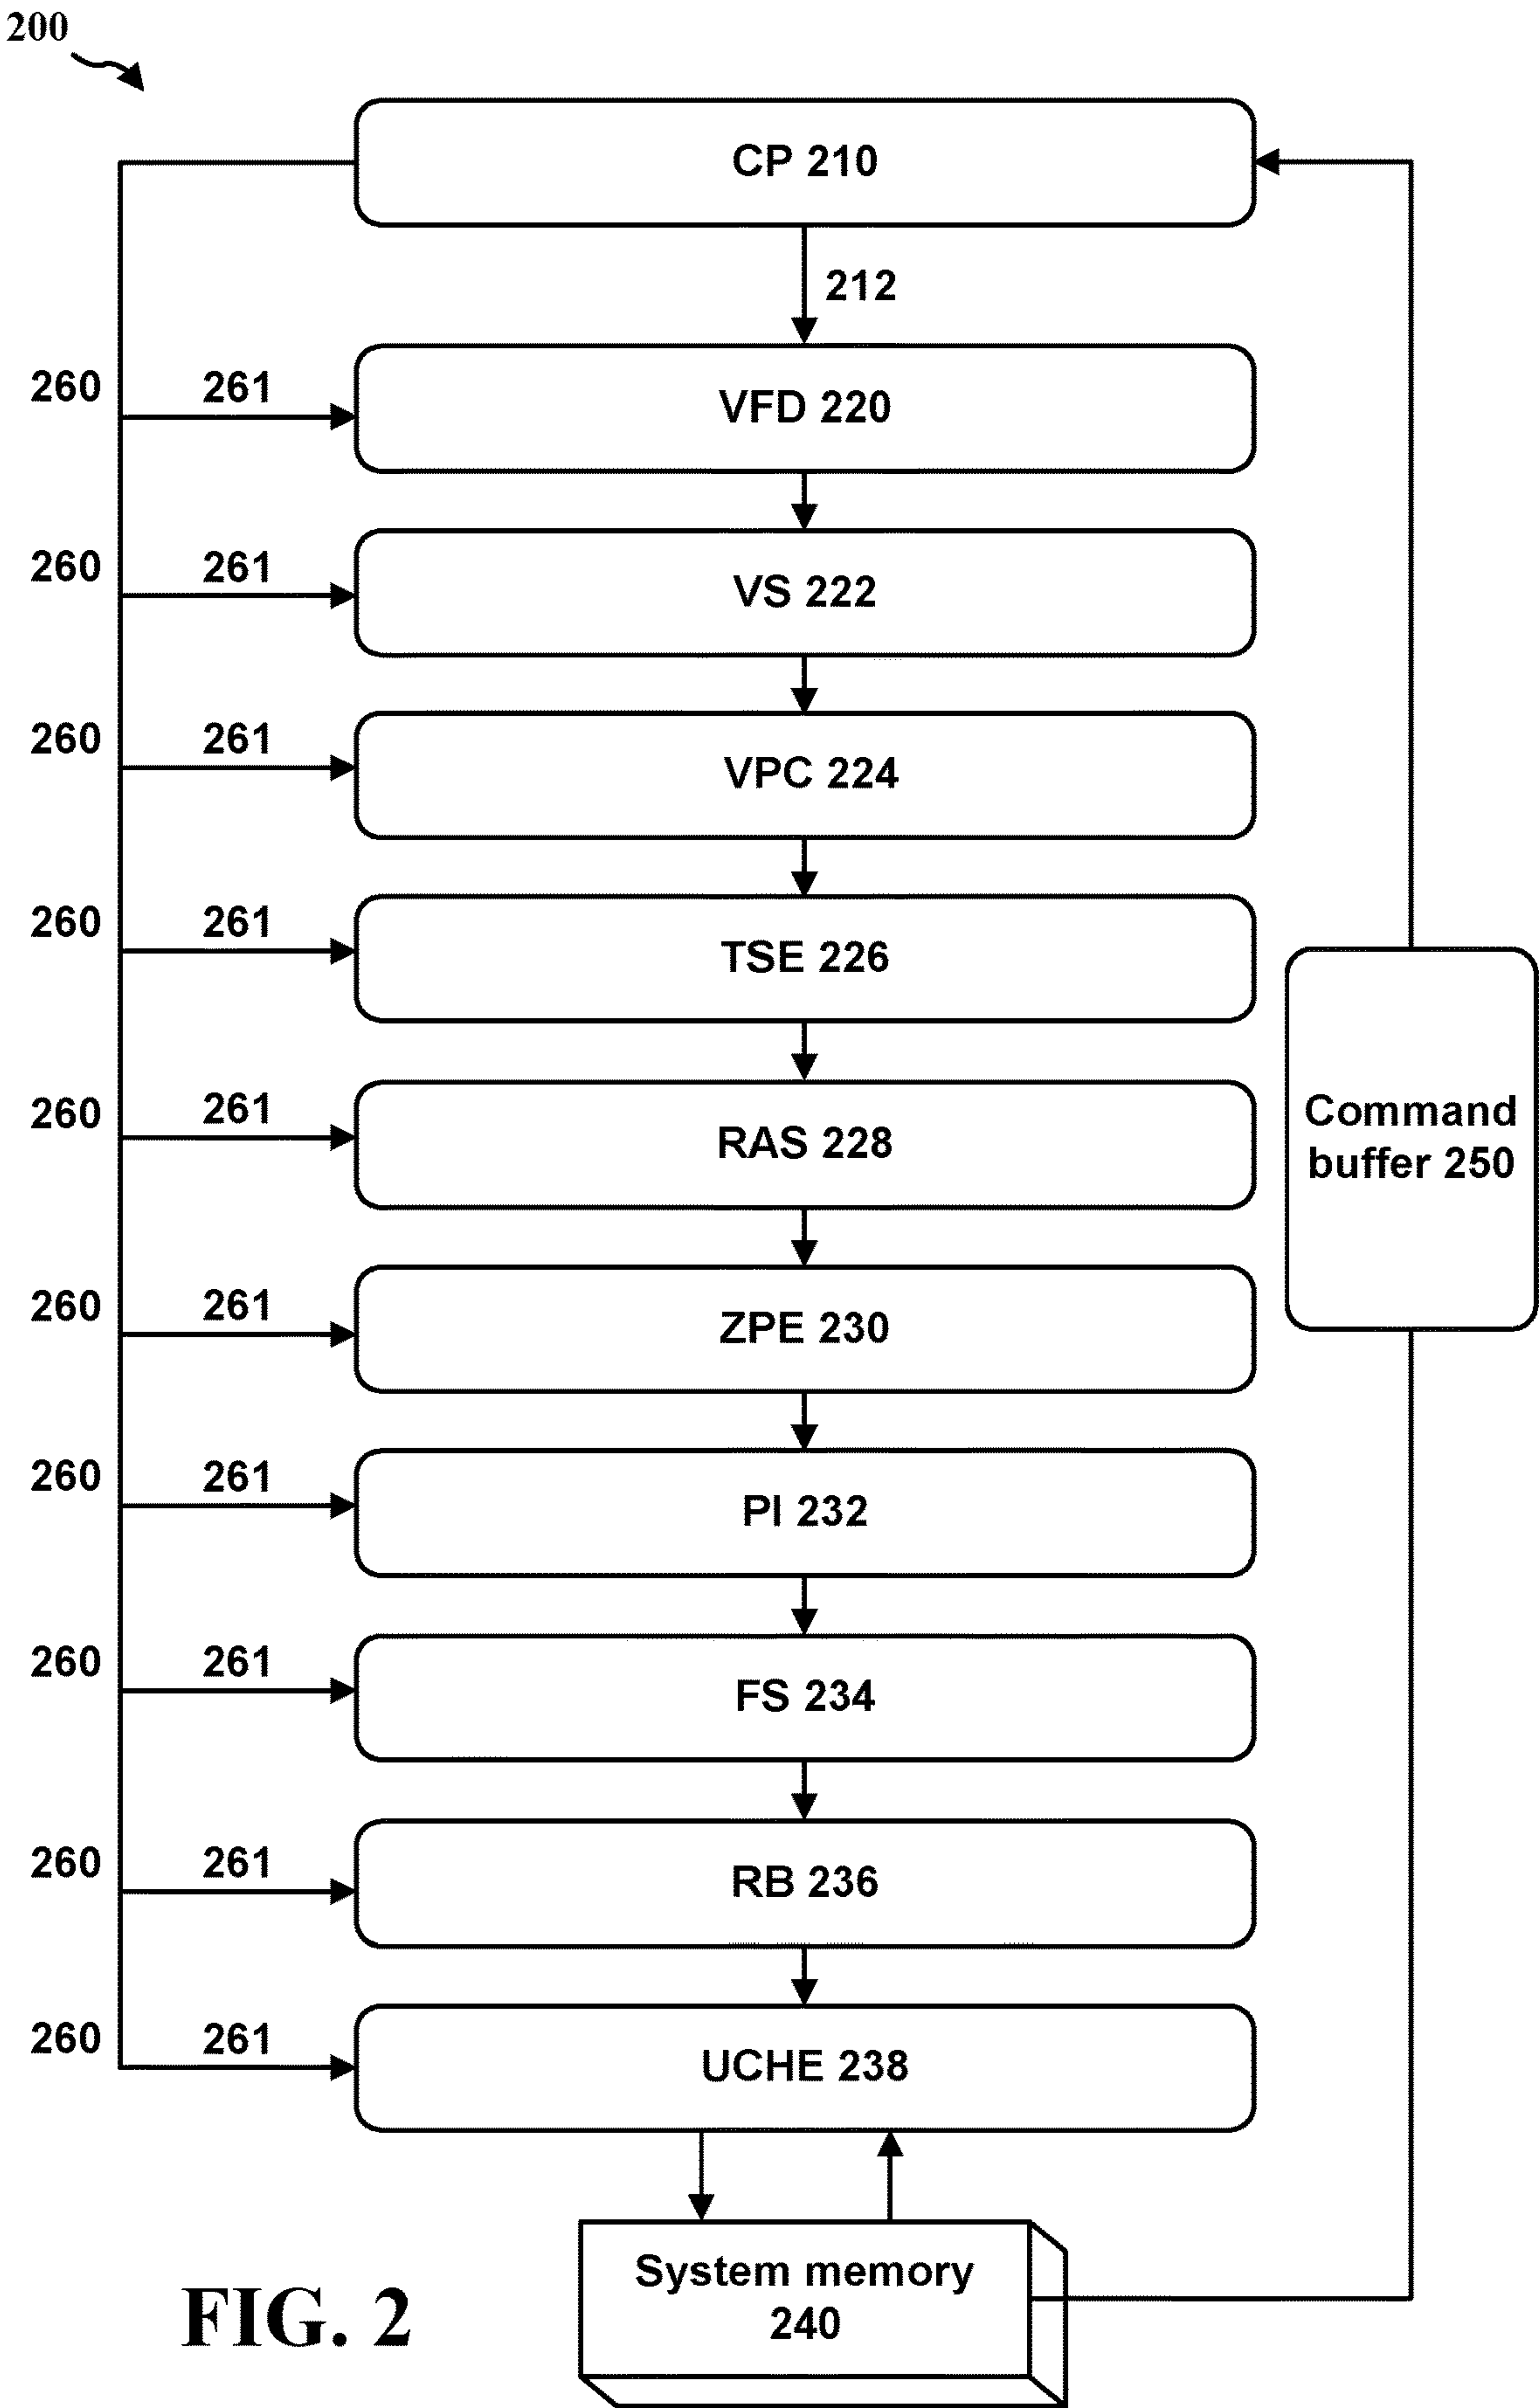 200
CP 210
212
260 261 VFD 220
260 261 VS 222
260 261 VPC 224
260 261 TSE 226
260 261 RAS 228
Command
buffer 250
260 261 ZPE 230
260 261 PI 232
260 261 FS 234
260 261 RB 236
260 261 UCHE 238
System memory
240
FIG. 2